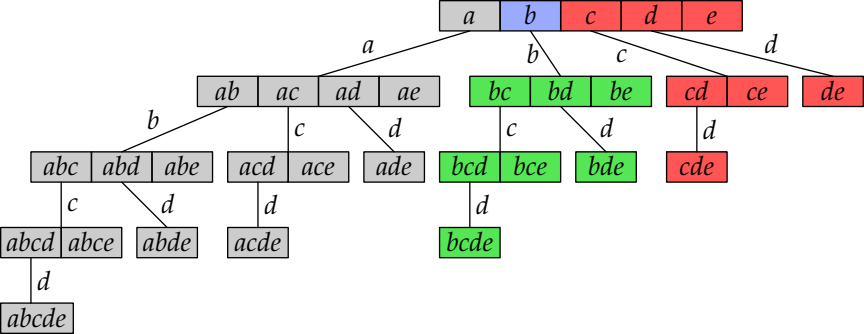 a b c d e
a b c d
ab ac ad ae bc bd be cd ce de
b c d c d d
abc abd abe acd ace ade bcd bce bde cde
c d d d
abcd abce abde acde bcde
d
abcde